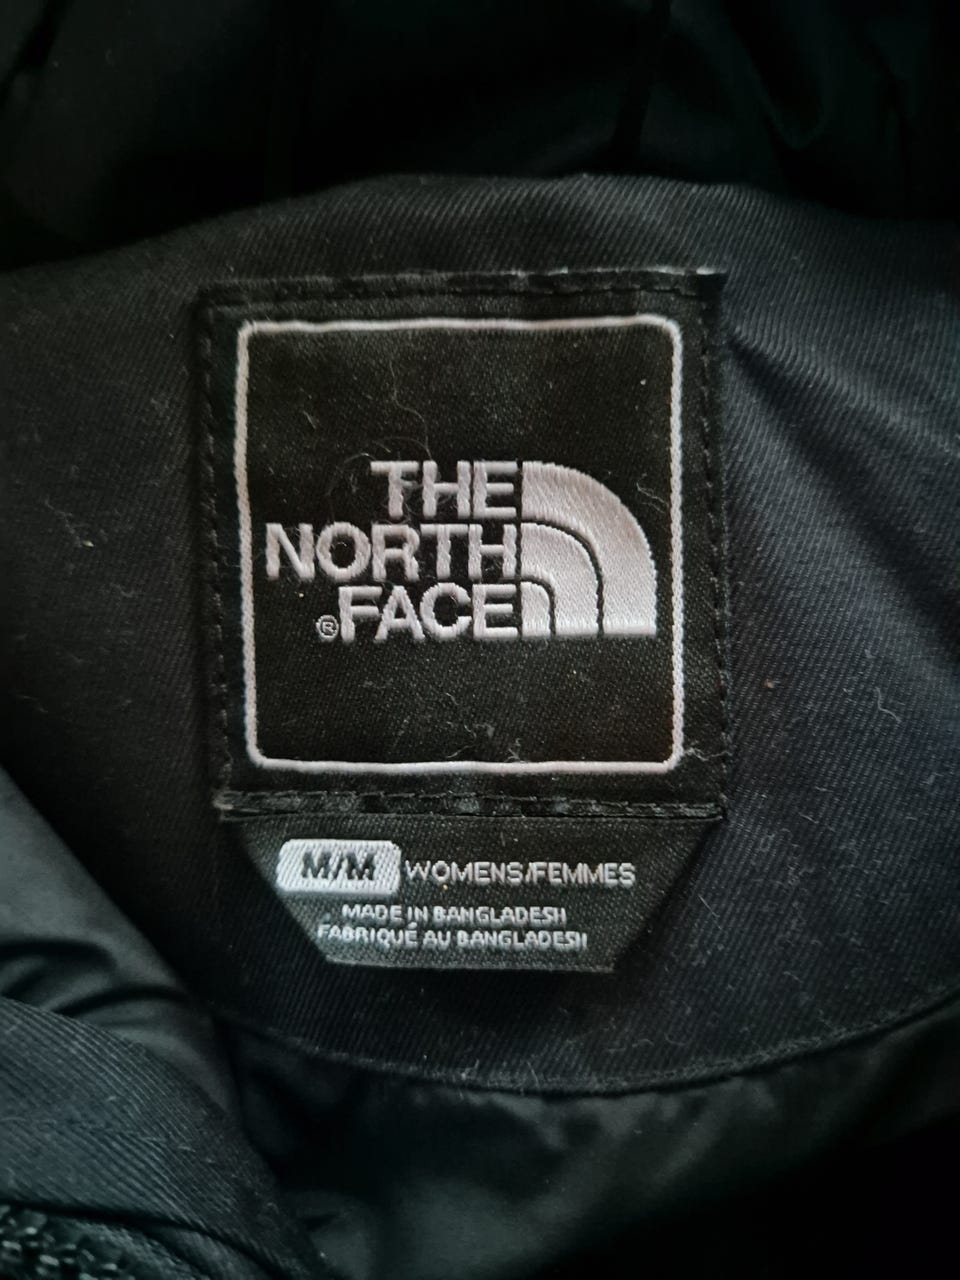 THE
NORTH
®FACE
M/M WOMENS/FEMMES
MADE IN BANGLADESH
FABRIQUÉ AU BANGLADESH